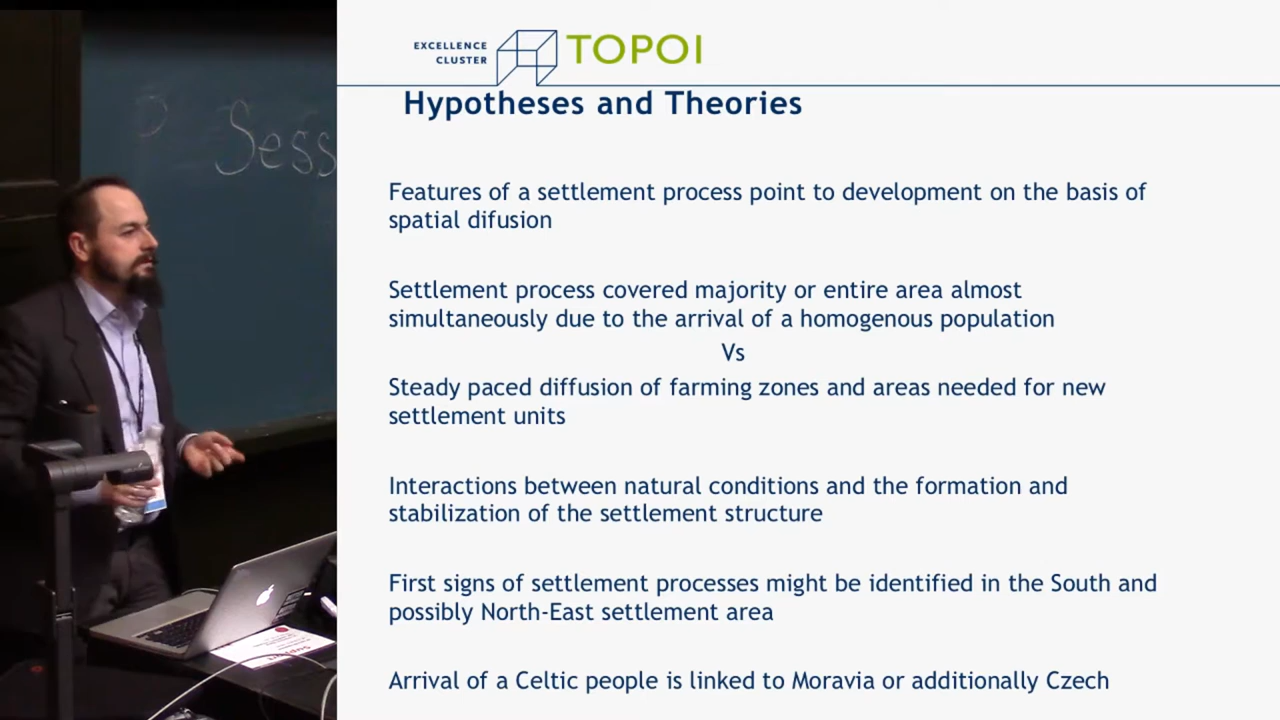 EXCELLENCE
CLUSTER
TOPOI
Hypotheses and Theories
Sess
Features of a settlement process point to development on the basis of
spatial difusion
Settlement process covered majority or entire area almost
simultaneously due to the arrival of a homogenous population
Vs
Steady paced diffusion of farming zones and areas needed for new
settlement units
Interactions between natural conditions and the formation and
stabilization of the settlement structure
First signs of settlement processes might be identified in the South and
possibly North-East settlement area
Arrival of a Celtic people is linked to Moravia or additionally Czech
Support